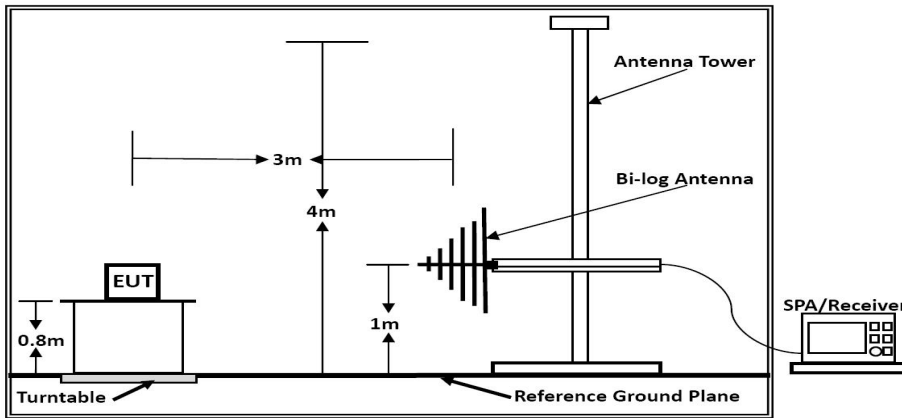 Antenna Tower
3m
Bi-log Antenna
4m
EUT
SPA/Receiver
0.8m
1m
Turntable
Reference Ground Plane